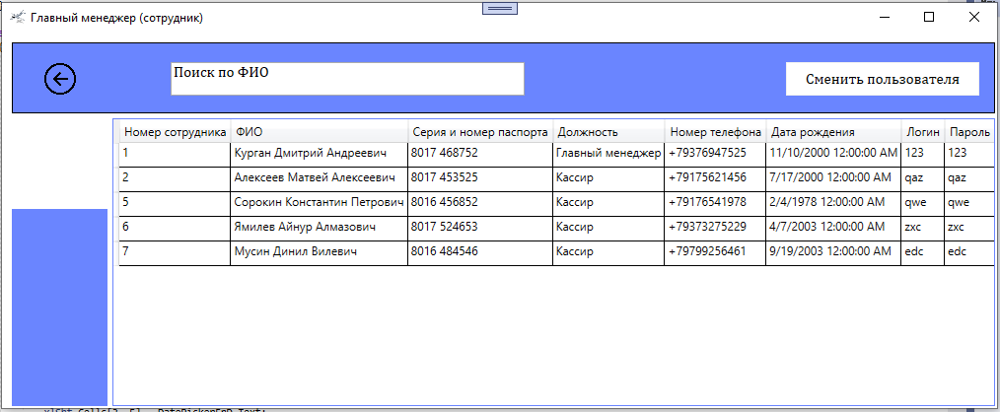 Главный менеджер (сотрудник)
Поиск по ФИО
Сменить пользователя
Номер сотрудника ФИО Серия и номер паспорта Должность Номер телефона Дата рождения Логин Пароль
1 Курган Дмитрий Андреевич 8017 468752 Главный менеджер +79376947525 11/10/2000 12:00:00 AM 123 123
2 Алексеев Матвей Алексеевич 8017 453525 Кассир +79175621456 7/17/2000 12:00:00 AM qaz qaz
5 Сорокин Константин Петрович 8016 456852 Кассир +79176541978 2/4/1978 12:00:00 AM qwe qwe
6 Ямилев Айнур Алмазович 8017 524653 Кассир +79373275229 4/7/2003 12:00:00 AM zxc zxc
7 Мусин Динил Вилевич 8016 484546 Кассир +79799256461 9/19/2003 12:00:00 AM edc edc